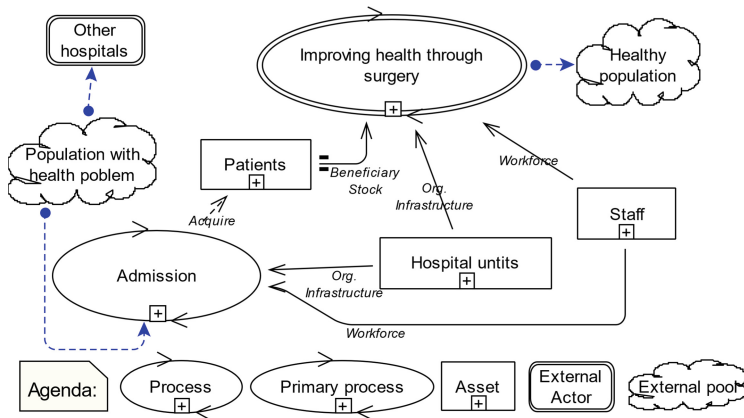 Other
hospitals
Improving health through
surgery
Healthy
population
Population with
health poblem
Patients
Beneficiary
Stock
Workforce
Org.
Infrastructure
Staff
Acquire
Admission
Hospital untits
Org.
Infrastructure
Workforce
Agenda:
Process
Primary process
Asset
External
Actor
External pool